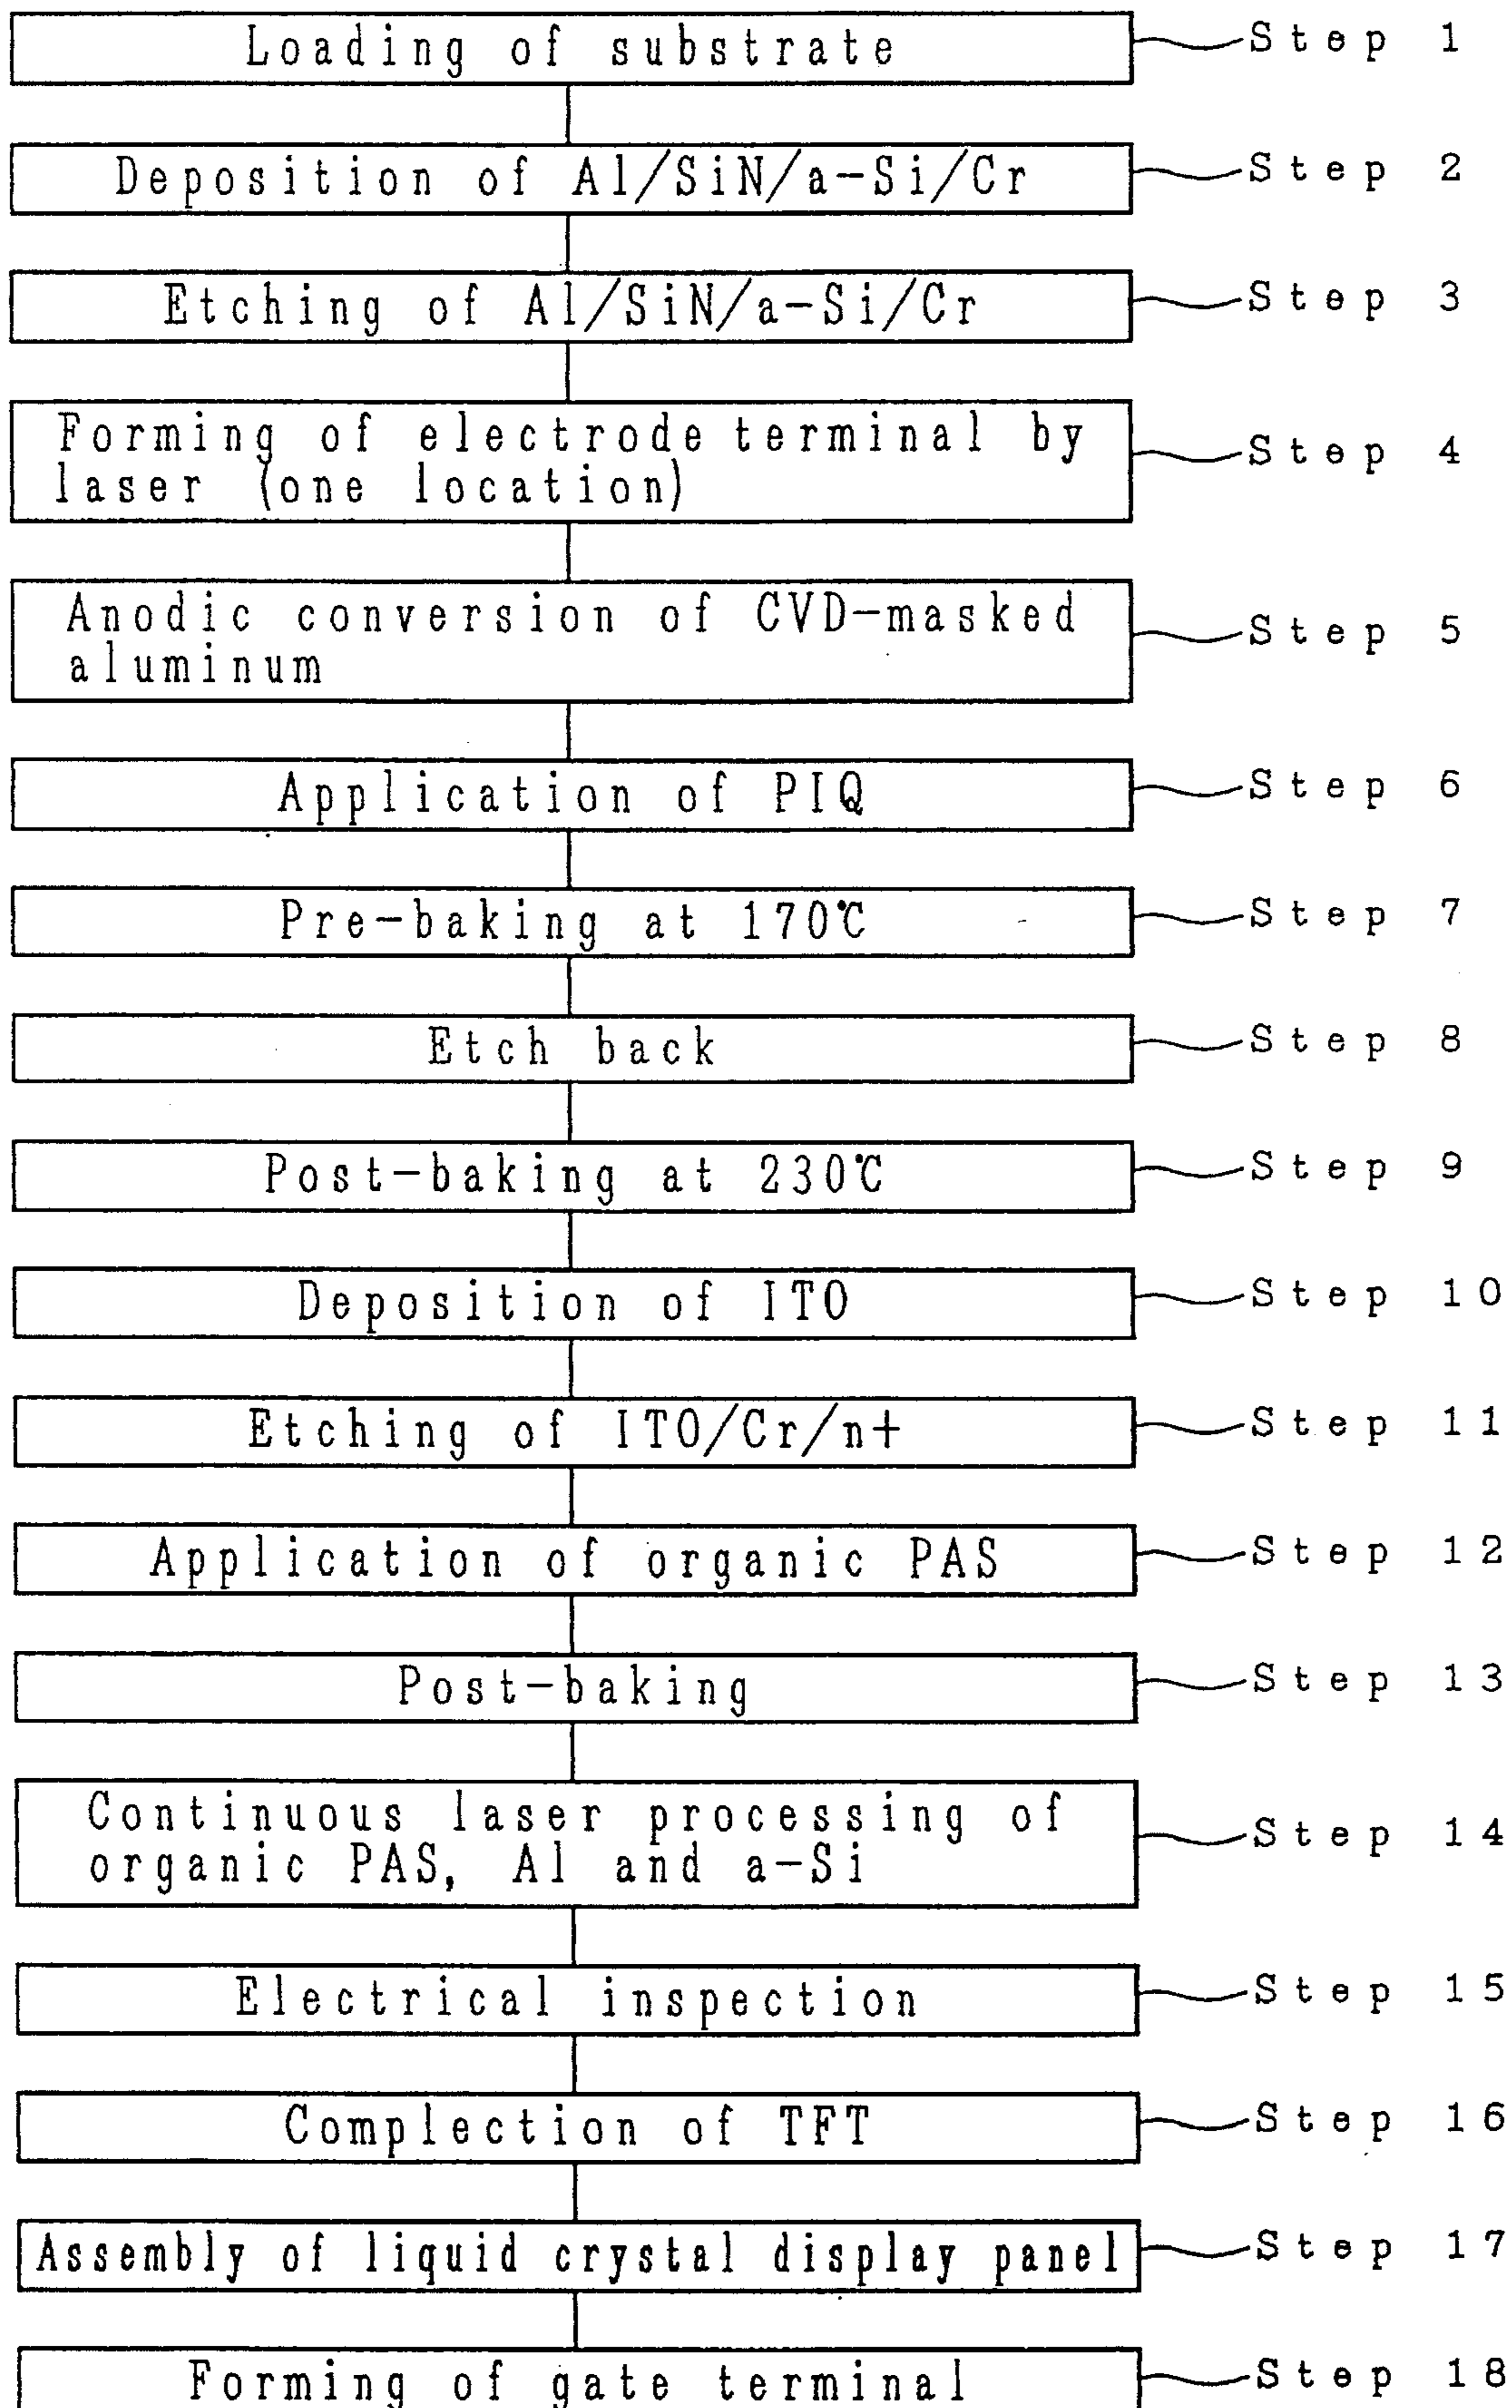 Loading of substrate Step 1
Deposition of Al/SiN/a-Si/Cr Step 2
Etching of Al/SiN/a-Si/Cr Step 3
Forming of electrode terminal by
laser (one location) Step 4
Anodic conversion of CVD-masked
aluminum Step 5
Application of PIQ Step 6
Pre-baking at 170℃ Step 7
Etch back Step 8
Post-baking at 230℃ Step 9
Deposition of ITO Step 10
Etching of ITO/Cr/n+ Step 11
Application of organic PAS Step 12
Post-baking Step 13
Continuous laser processing of
organic PAS, Al and a-Si Step 14
Electrical inspection Step 15
Complection of TFT Step 16
Assembly of liquid crystal display panel Step 17
Forming of gate terminal Step 18